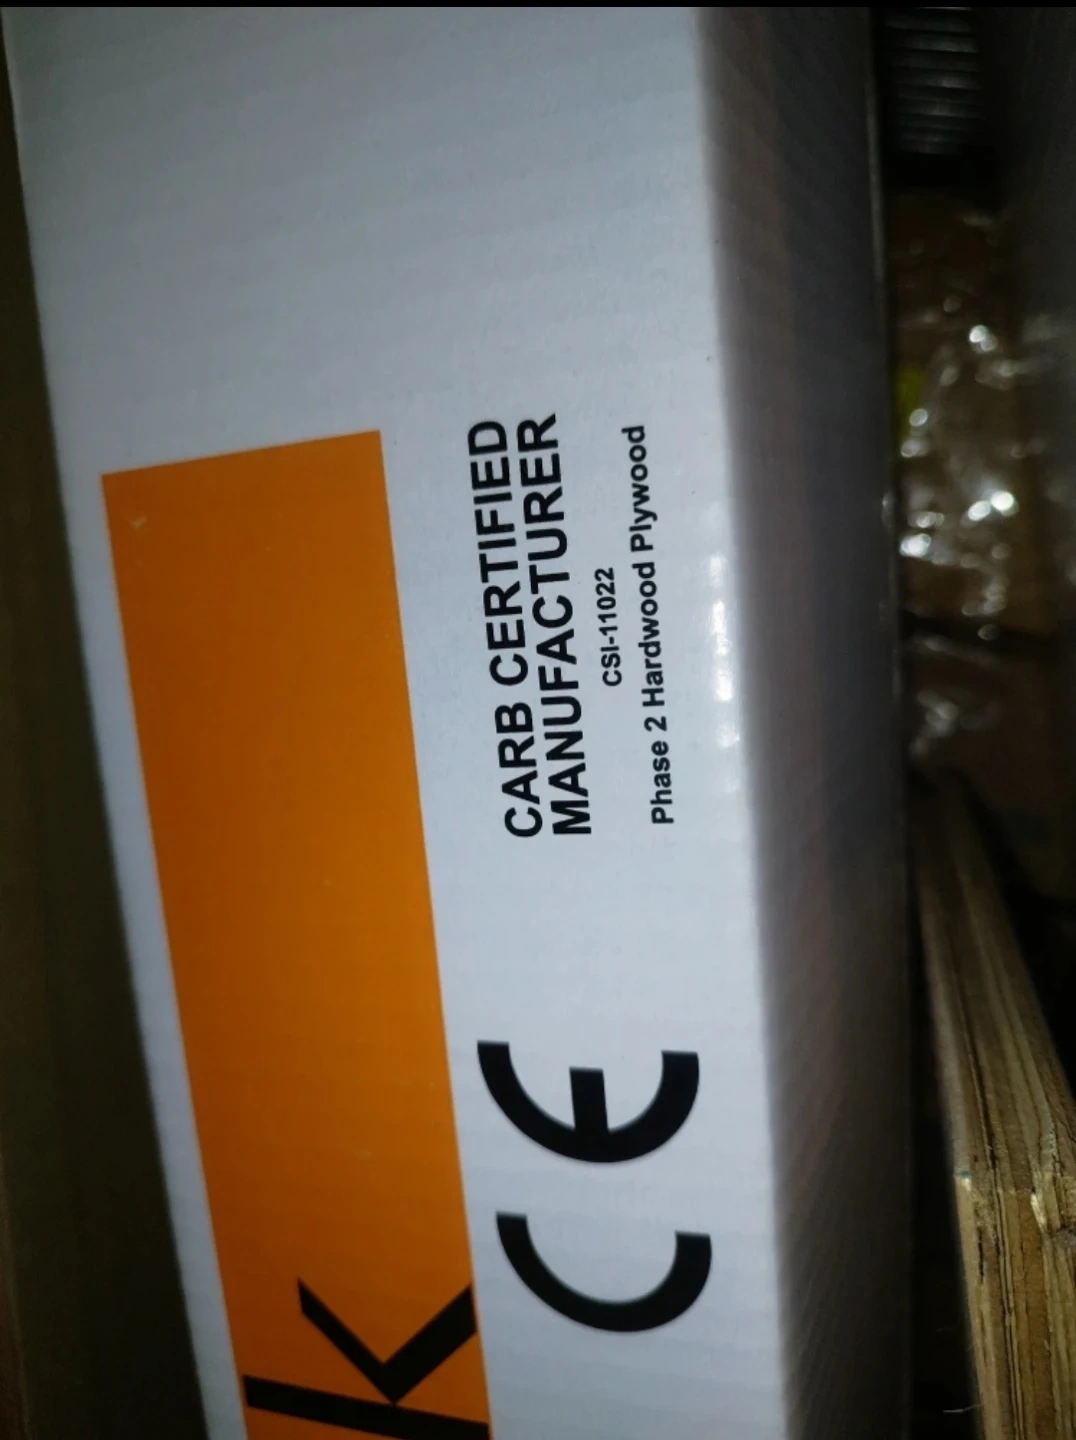 CARB CERTIFIED
MANUFACTURER
CSI-11022
Phase 2 Hardwood Plywood
CE
K